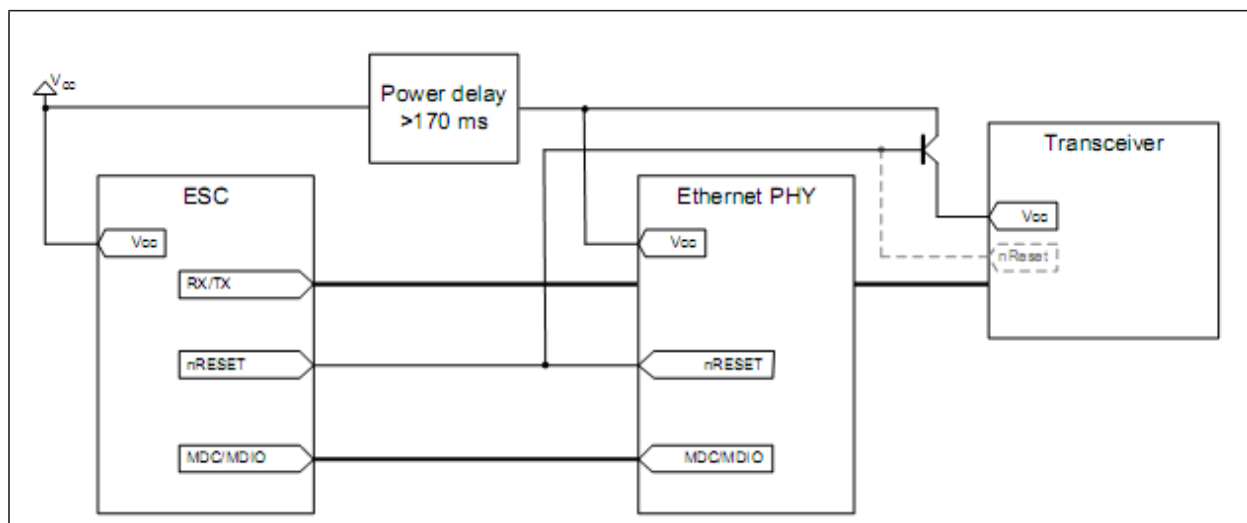 Vcc
Power delay
>170 ms
Transceiver
ESC
Ethernet PHY
Vcc
Vcc
Vcc
nReset
RX/TX
nRESET
nRESET
MDC/MDIO
MDC/MDIO